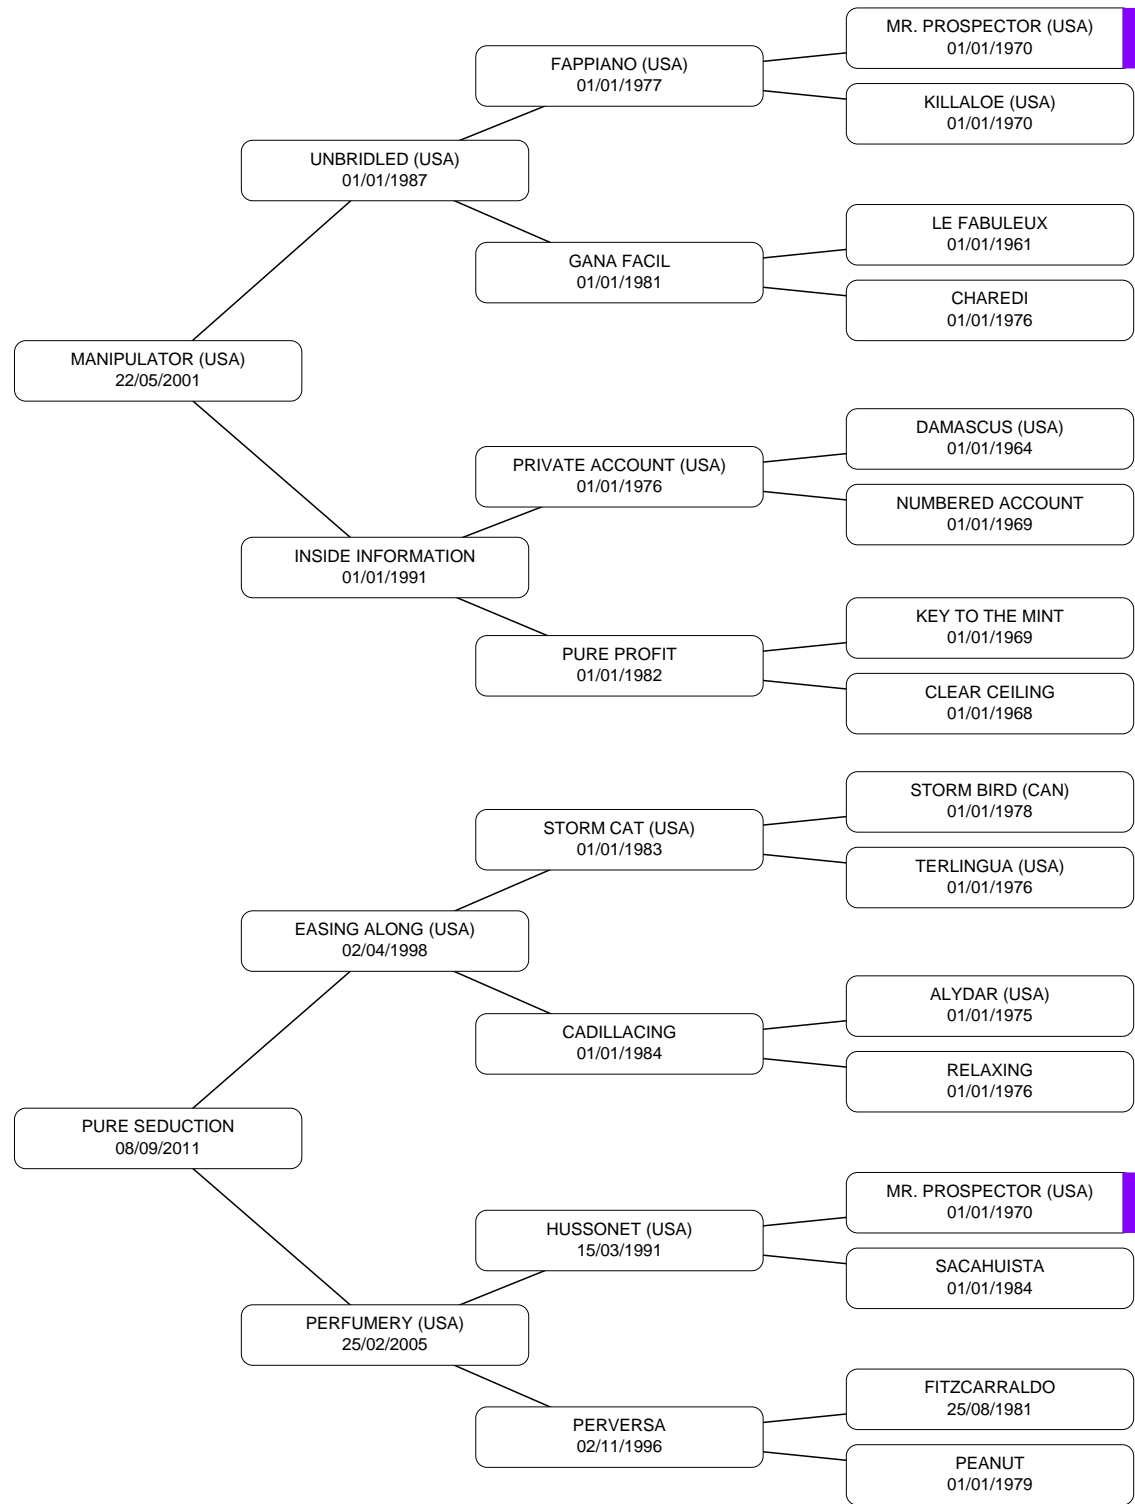 MR. PROSPECTOR (USA)
01/01/1970
FAPPIANO (USA)
01/01/1977
KILLALOE (USA)
01/01/1970
UNBRIDLED (USA)
01/01/1987
LE FABULEUX
01/01/1961
GANA FACIL
01/01/1981
CHAREDI
01/01/1976
MANIPULATOR (USA)
22/05/2001
DAMASCUS (USA)
01/01/1964
PRIVATE ACCOUNT (USA)
01/01/1976
NUMBERED ACCOUNT
01/01/1969
INSIDE INFORMATION
01/01/1991
KEY TO THE MINT
01/01/1969
PURE PROFIT
01/01/1982
CLEAR CEILING
01/01/1968
STORM BIRD (CAN)
01/01/1978
STORM CAT (USA)
01/01/1983
TERLINGUA (USA)
01/01/1976
EASING ALONG (USA)
02/04/1998
ALYDAR (USA)
01/01/1975
CADILLACING
01/01/1984
RELAXING
01/01/1976
PURE SEDUCTION
08/09/2011
MR. PROSPECTOR (USA)
01/01/1970
HUSSONET (USA)
15/03/1991
SACAHUISTA
01/01/1984
PERFUMERY (USA)
25/02/2005
FITZCARRALDO
25/08/1981
PERVERSA
02/11/1996
PEANUT
01/01/1979